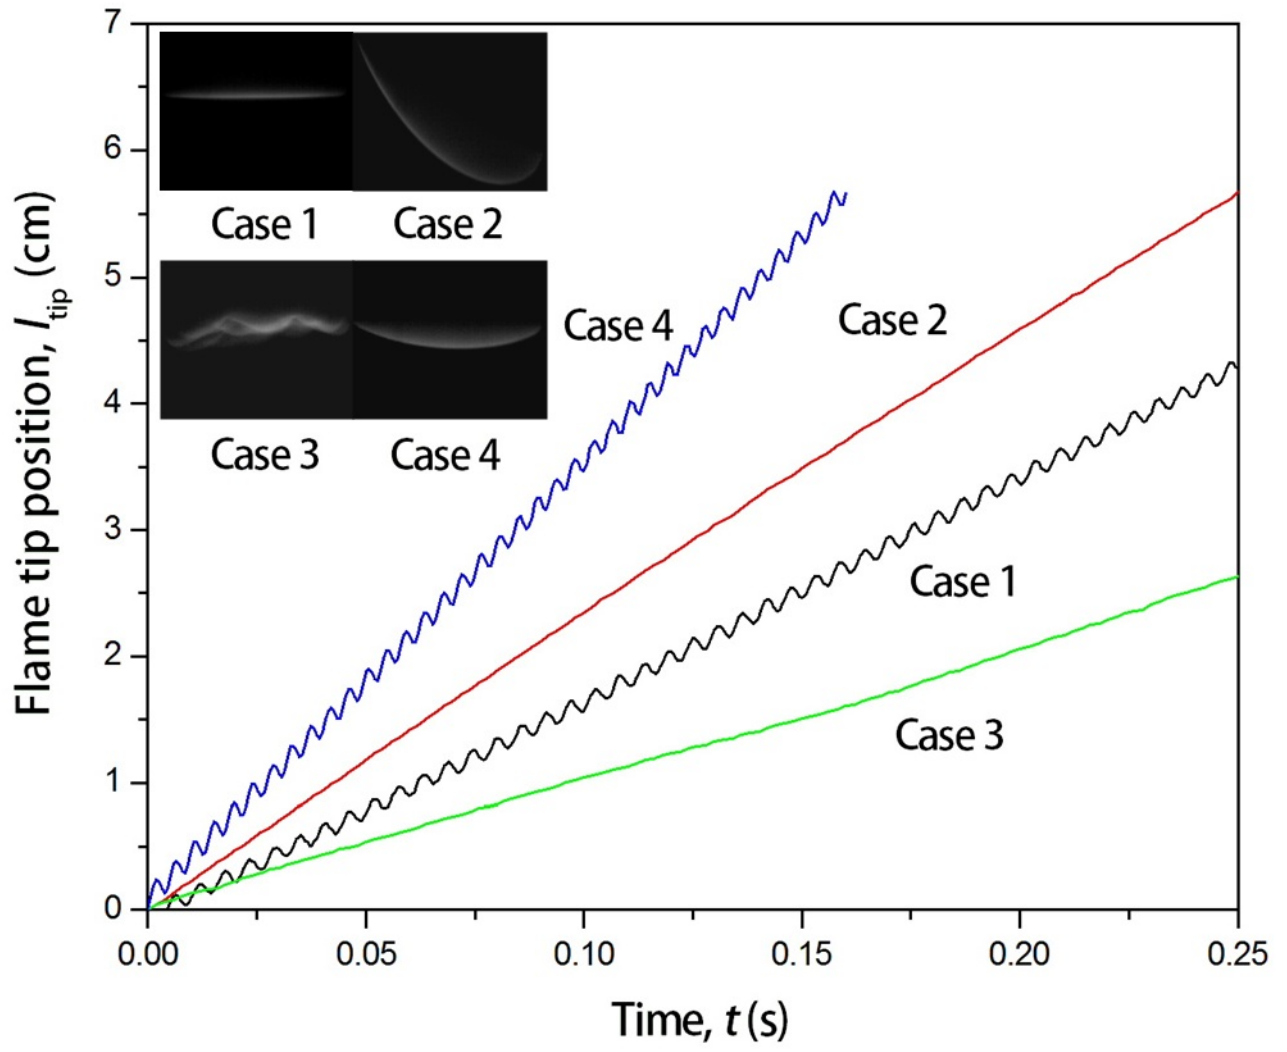 7
6
5
4
3
2
1
0
Flame tip position, l_tip (cm)
Case 1 Case 2
Case 3 Case 4
Case 4
Case 2
Case 1
Case 3
0.00 0.05 0.10 0.15 0.20 0.25
Time, t (s)